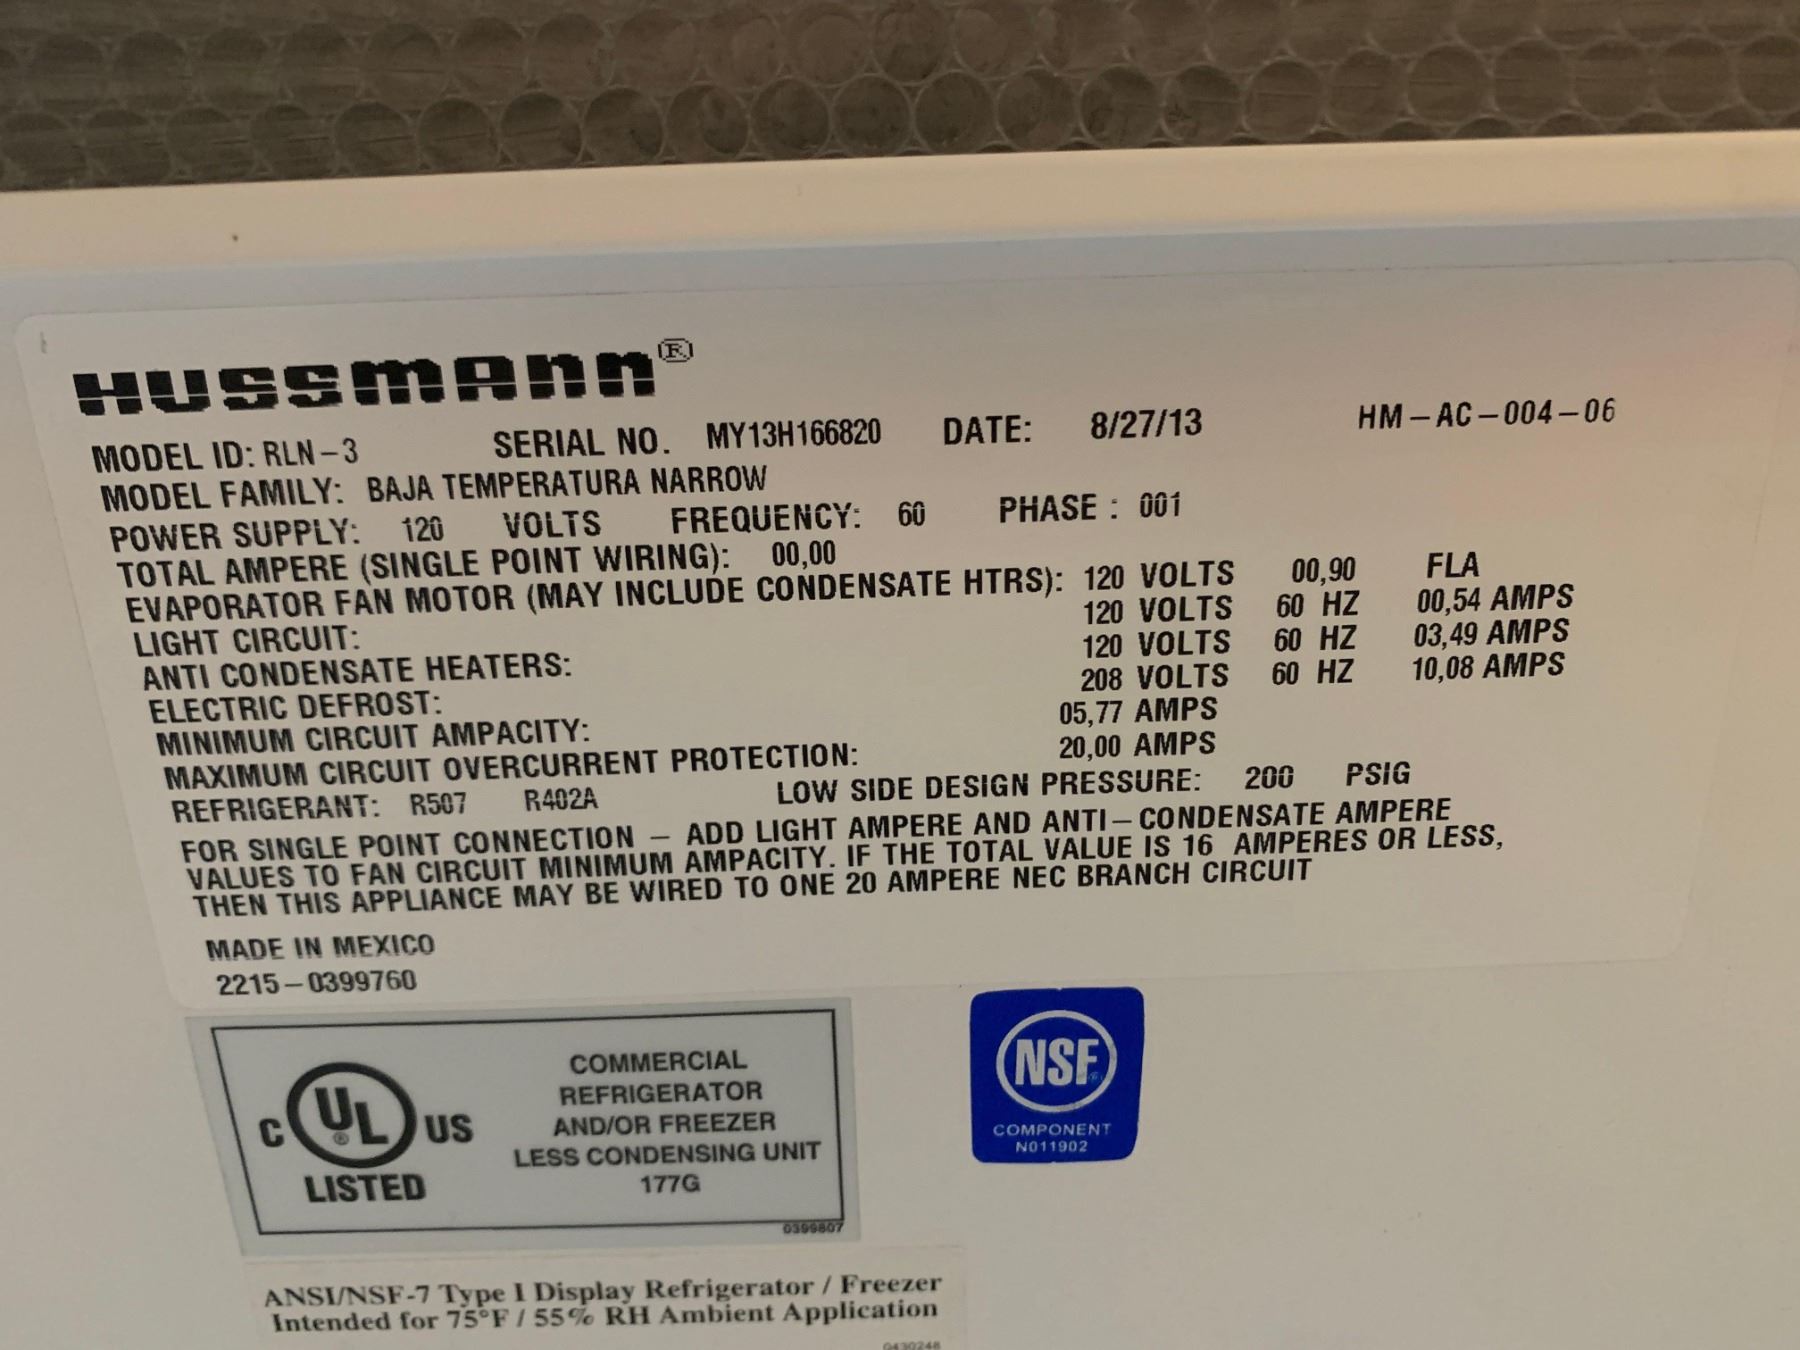 HUSSMANN®
MODEL ID: RLN-3 SERIAL NO. MY13H166820 DATE: 8/27/13 HM-AC-004-06
MODEL FAMILY: BAJA TEMPERATURA NARROW
POWER SUPPLY: 120 VOLTS FREQUENCY: 60 PHASE : 001
TOTAL AMPERE (SINGLE POINT WIRING): 00,00
EVAPORATOR FAN MOTOR (MAY INCLUDE CONDENSATE HTRS): 120 VOLTS 00,90 FLA
LIGHT CIRCUIT: 120 VOLTS 60 HZ 00,54 AMPS
ANTI CONDENSATE HEATERS: 120 VOLTS 60 HZ 03,49 AMPS
ELECTRIC DEFROST: 208 VOLTS 60 HZ 10,08 AMPS
MINIMUM CIRCUIT AMPACITY: 05,77 AMPS
MAXIMUM CIRCUIT OVERCURRENT PROTECTION: 20,00 AMPS
REFRIGERANT: R507 R402A LOW SIDE DESIGN PRESSURE: 200 PSIG
FOR SINGLE POINT CONNECTION - ADD LIGHT AMPERE AND ANTI-CONDENSATE AMPERE
VALUES TO FAN CIRCUIT MINIMUM AMPACITY. IF THE TOTAL VALUE IS 16 AMPERES OR LESS,
THEN THIS APPLIANCE MAY BE WIRED TO ONE 20 AMPERE NEC BRANCH CIRCUIT
MADE IN MEXICO
2215-0399760
C UL® US
LISTED
COMMERCIAL
REFRIGERATOR
AND/OR FREEZER
LESS CONDENSING UNIT
177G
0399807
NSF
COMPONENT
N011902
ANSI/NSF-7 Type I Display Refrigerator / Freezer
Intended for 75°F / 55% RH Ambient Application
0430248